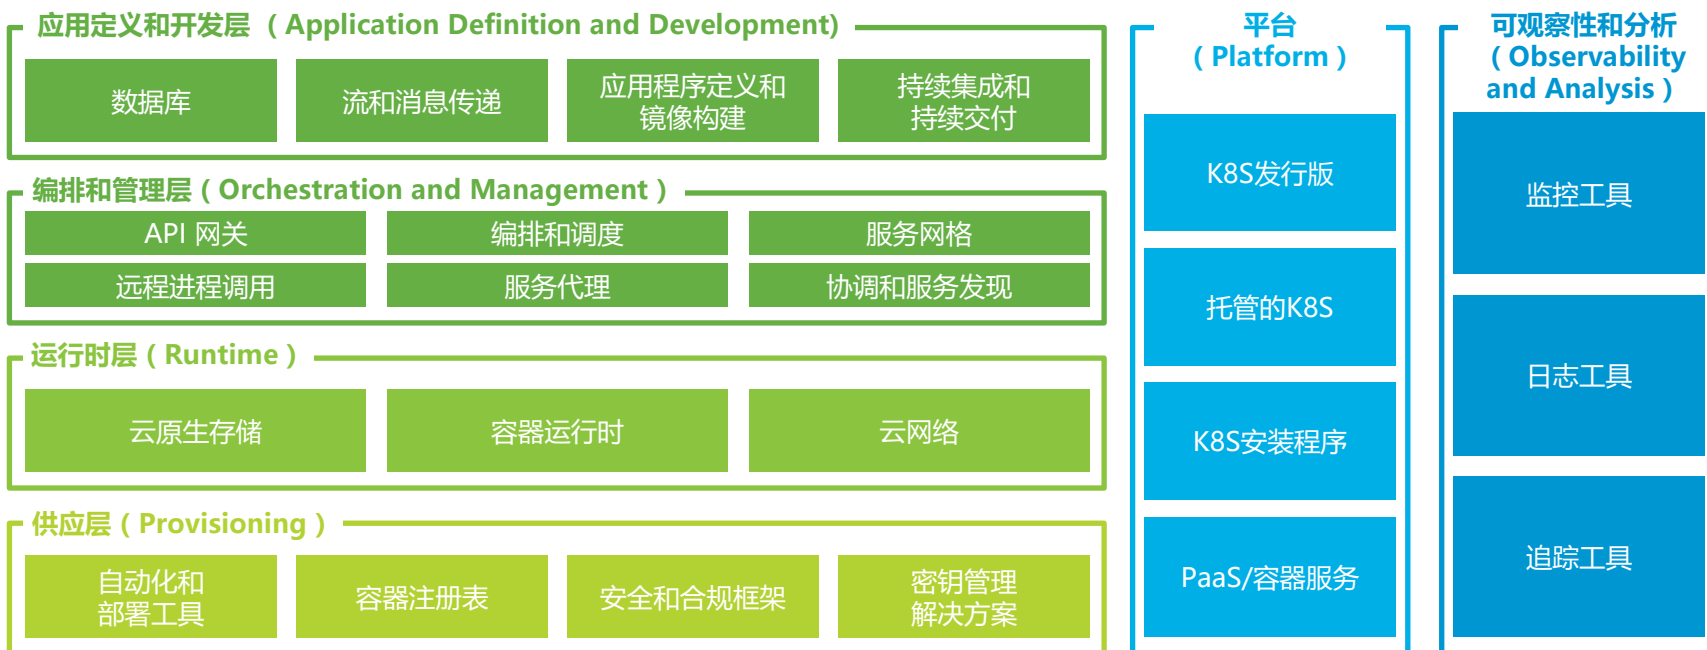 应用定义和开发层 （Application Definition and Development)
数据库
流和消息传递
应用程序定义和
镜像构建
持续集成和
持续交付
编排和管理层（Orchestration and Management）
API 网关
编排和调度
服务网格
远程进程调用
服务代理
协调和服务发现
运行时层（Runtime）
云原生存储
容器运行时
云网络
供应层（Provisioning）
自动化和
部署工具
容器注册表
安全和合规框架
密钥管理
解决方案
平台
（Platform）
K8S发行版
托管的K8S
K8S安装程序
PaaS/容器服务
可观察性和分析
（Observability
and Analysis）
监控工具
日志工具
追踪工具